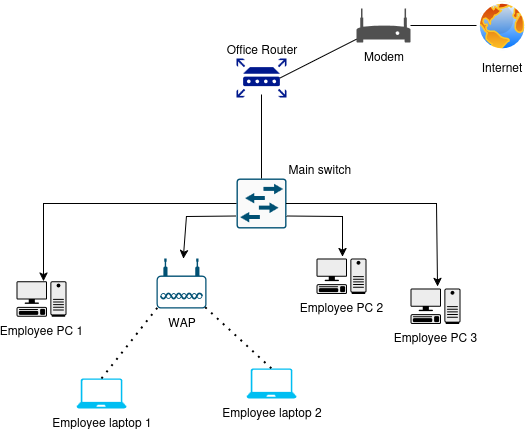 Office Router
Modem
Internet
Main switch
Employee PC 1
WAP
Employee PC 2
Employee PC 3
Employee laptop 1
Employee laptop 2